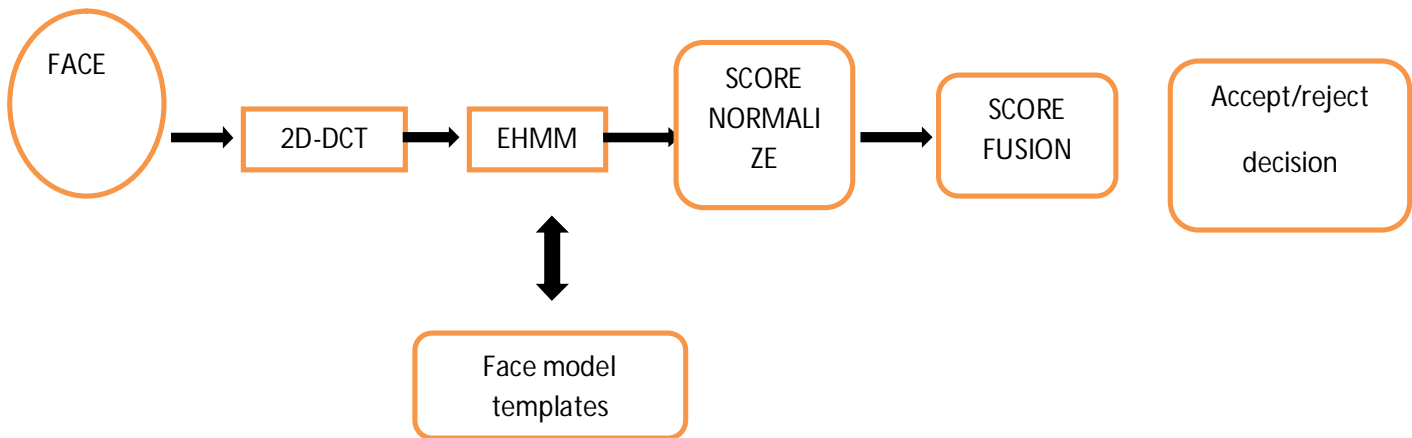 FACE
2D-DCT
EHMM
SCORE
NORMALI
ZE
SCORE
FUSION
Accept/reject
decision
Face model
templates